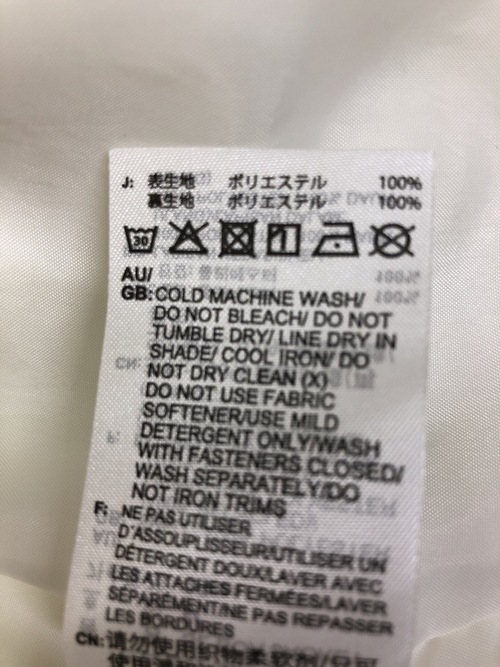 J: 表生地 ポリエステル 100%
裏生地 ポリエステル 100%
30
AU/
GB:COLD MACHINE WASH/
DO NOT BLEACH/ DO NOT
TUMBLE DRY/ LINE DRY IN
SHADE/ COOL IRON/ DO
NOT DRY CLEAN (X)
DO NOT USE FABRIC
SOFTENER/USE MILD
DETERGENT ONLY/WASH
WITH FASTENERS CLOSED/
WASH SEPARATELY/DO
NOT IRON TRIMS
F: NE PAS UTILISER
D'ASSOUPLISSEUR/UTILISER UN
DÉTERGENT DOUX/LAVER AVEC
LES ATTACHES FERMÉES/LAVER
SÉPARÉMENT/NE PAS REPASSER
LES BORDURES
CN:请勿使用织物柔软剂/只可